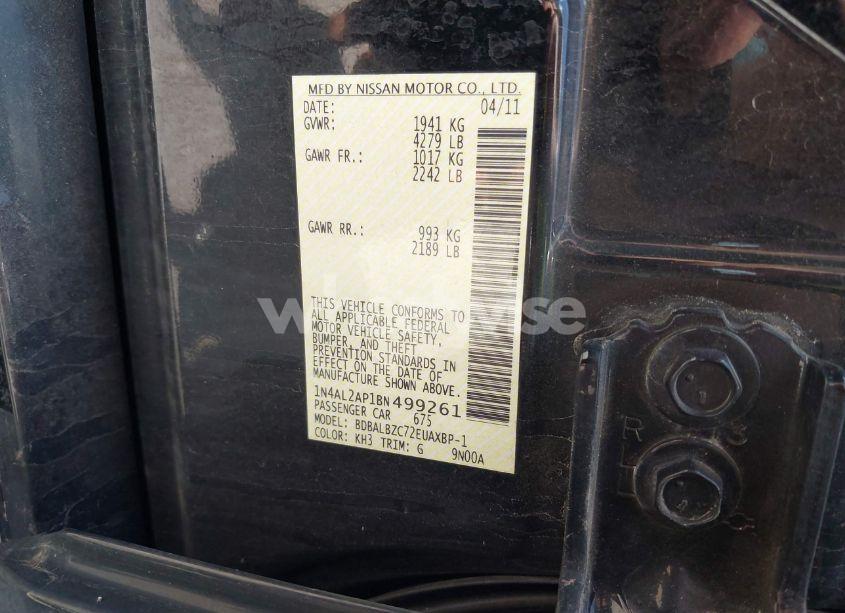 MFD BY NISSAN MOTOR CO., LTD.
DATE: 04/11
GVWR: 1941 KG
4279 LB
GAWR FR.: 1017 KG
2242 LB
GAWR RR.: 993 KG
2189 LB
THIS VEHICLE CONFORMS TO
ALL APPLICABLE FEDERAL
MOTOR VEHICLE SAFETY,
BUMPER, AND THEFT
PREVENTION STANDARDS IN
EFFECT ON THE DATE OF
MANUFACTURE SHOWN ABOVE.
1N4AL2AP1BN499261
PASSENGER CAR 675
MODEL: BDBALBZC72EUAXBP-1
COLOR: KH3 TRIM: G 9N00A